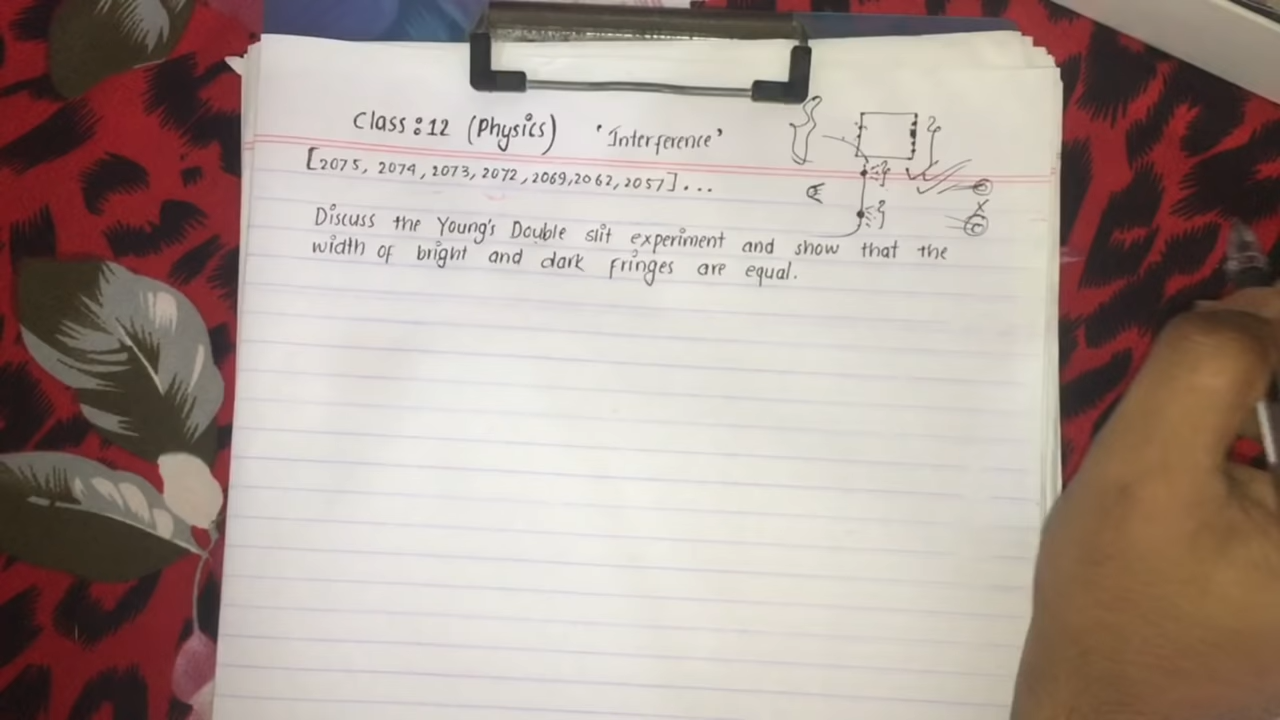 Class: 12 (Physics) 'Interference'
[2075, 2074, 2073, 2072, 2069, 2062, 2057]...
Discuss the Young's Double slit experiment and show that the
width of bright and dark fringes are equal.